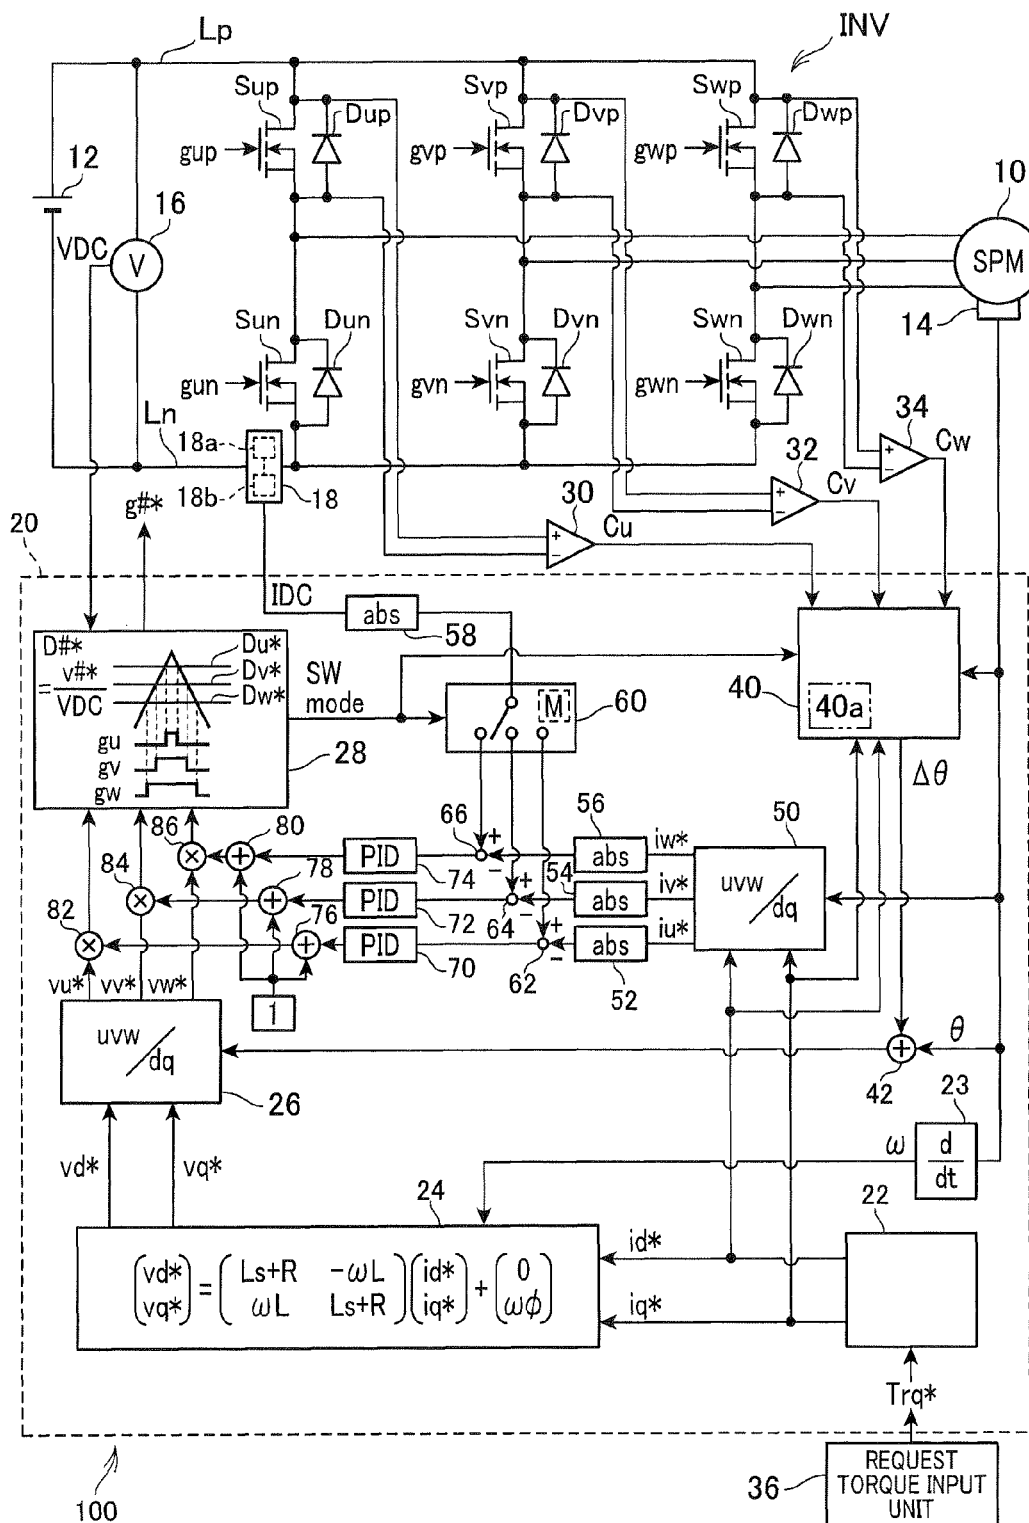 INV
Lp
Sup
Dup
gup
Svp
Dvp
gvp
Swp
Dwp
gwp
12
16
VDC
V
10
SPM
14
Sun
Dun
gun
Svn
Dvn
gvn
Swn
Dwn
gwn
Ln
18a
18b
18
g#*
30
+
−
Cu
32
+
−
Cv
34
+
−
Cw
20
IDC
abs
58
D#*
= v#* / VDC
Du*
Dv*
Dw*
gu
gv
gw
28
SW
mode
M
60
40
40a
Δθ
86
80
PID
74
66
+
−
56
abs
iw*
50
uvw
dq
84
78
PID
72
64
+
−
54
abs
iv*
82
76
PID
70
62
+
−
abs
52
iu*
vu*
vv*
vw*
1
uvw
dq
26
42
θ
23
d
dt
ω
vd*
vq*
24
(vd* vq*) = (Ls+R −ωL ωL Ls+R)(id* iq*) + (0 ωϕ)
id*
iq*
22
Trq*
100
36
REQUEST
TORQUE INPUT
UNIT